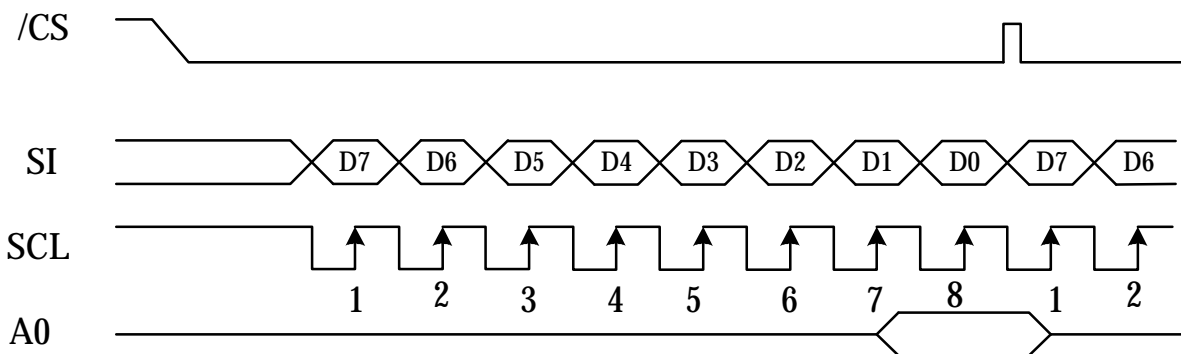 /CS
SI D7 D6 D5 D4 D3 D2 D1 D0 D7 D6
SCL
1 2 3 4 5 6 7 8 1 2
A0